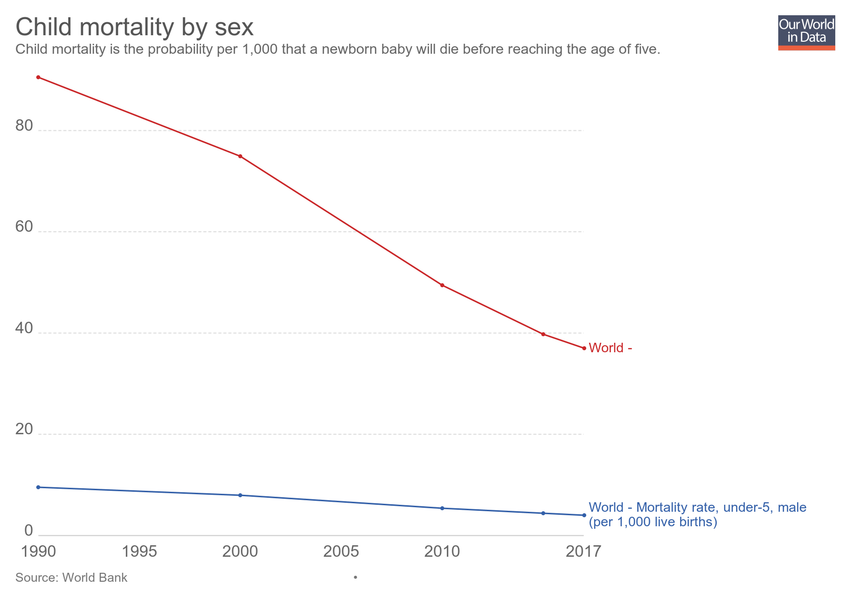 Child mortality by sex
Child mortality is the probability per 1,000 that a newborn baby will die before reaching the age of five.
Our World
in Data
80
60
40
20
0
World -
World - Mortality rate, under-5, male
(per 1,000 live births)
1990 1995 2000 2005 2010 2017
Source: World Bank •